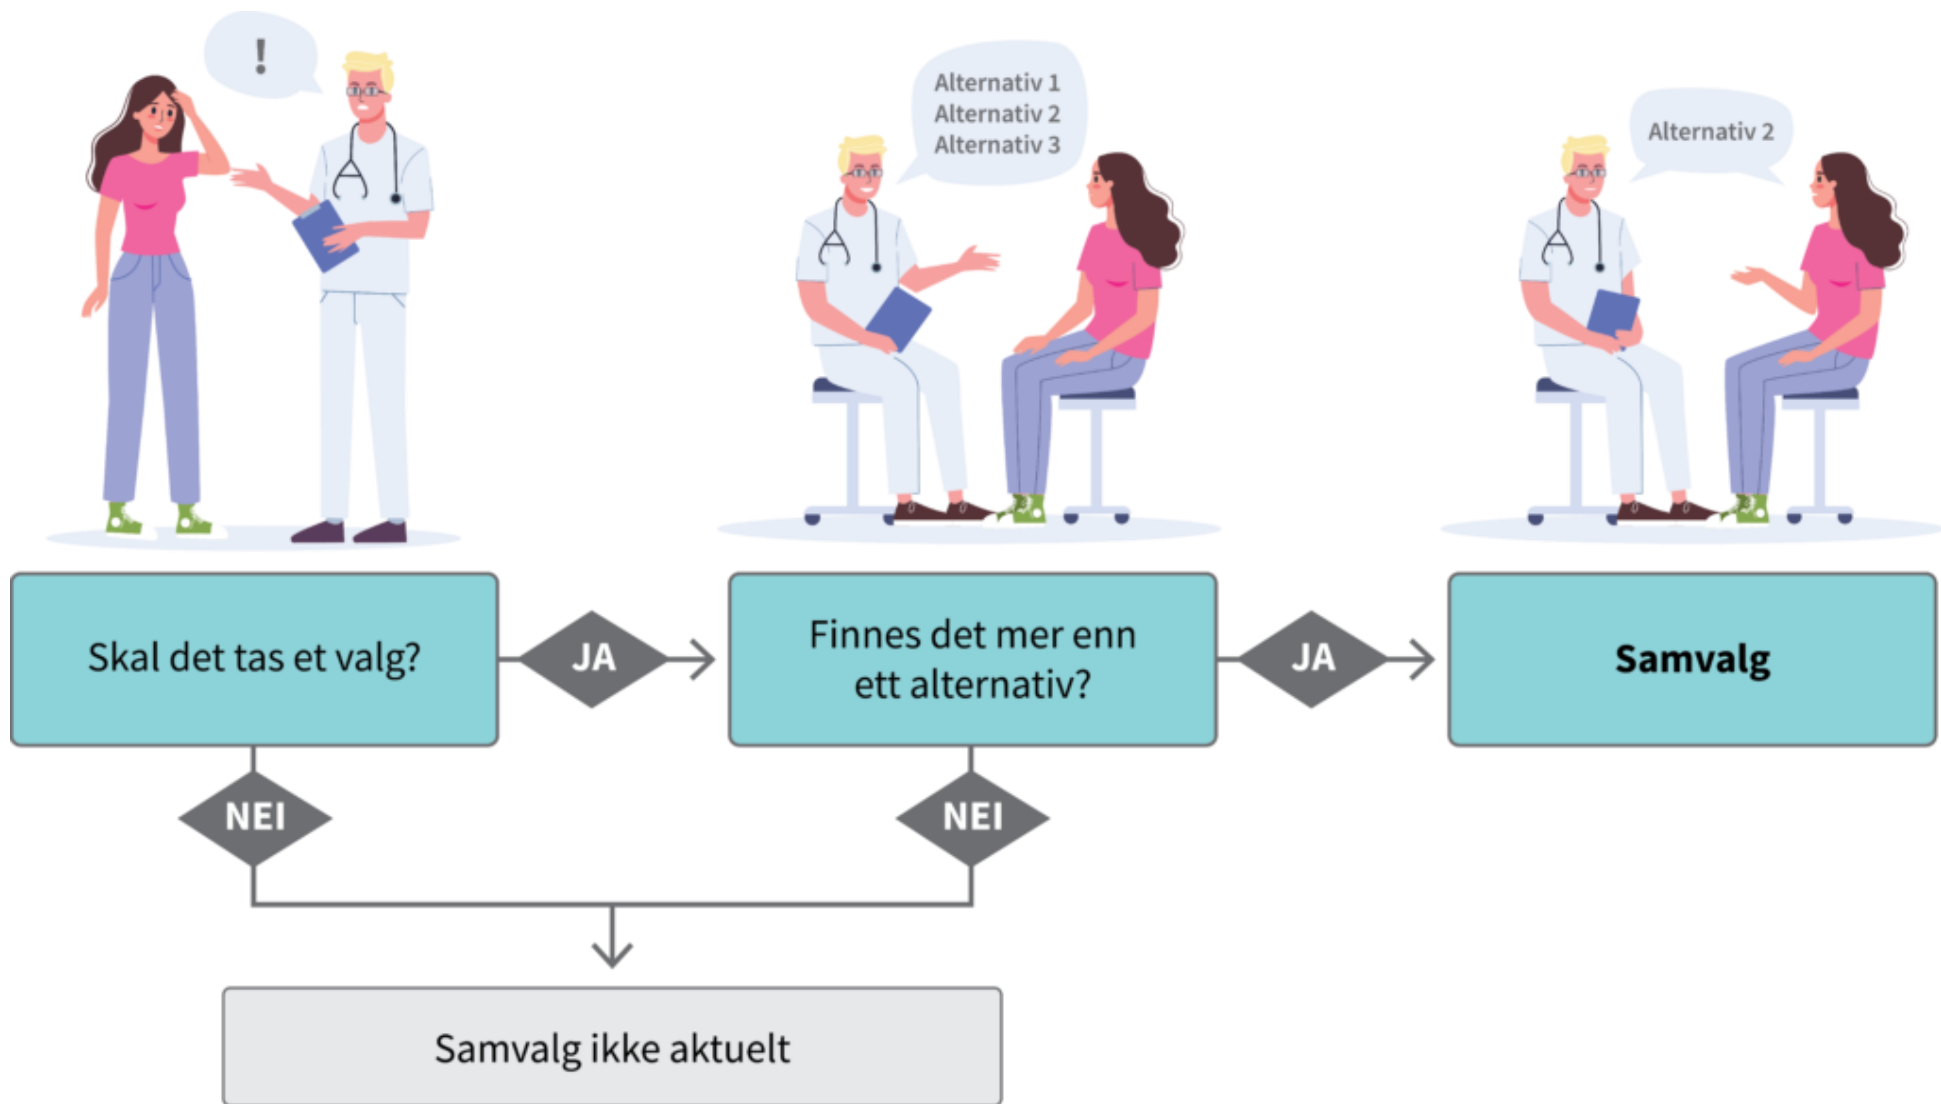 !
Alternativ 1
Alternativ 2
Alternativ 3
Alternativ 2
Skal det tas et valg?
JA
Finnes det mer enn
ett alternativ?
JA
Samvalg
NEI
NEI
Samvalg ikke aktuelt